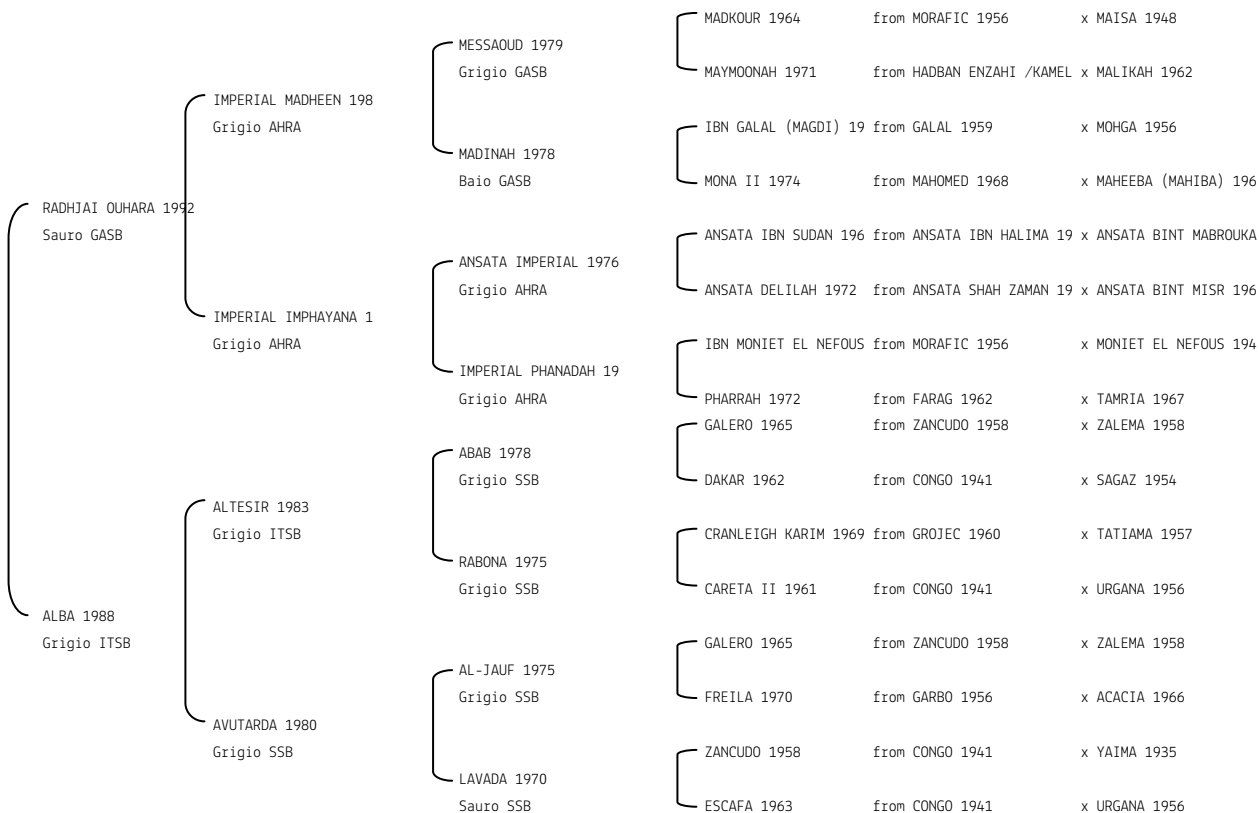 MADKOUR 1964 from MORAFIC 1956 x MAISA 1948
MESSAOUD 1979
Grigio GASB
MAYMOONAH 1971 from HADBAN ENZAHI /KAMEL x MALIKAH 1962
IMPERIAL MADHEEN 198
Grigio AHRA
IBN GALAL (MAGDI) 19 from GALAL 1959 x MOHGA 1956
MADINAH 1978
Baio GASB
MONA II 1974 from MAHOMED 1968 x MAHEEBA (MAHIBA) 196
RADHJAI OUHARA 1992
Sauro GASB
ANSATA IBN SUDAN 196 from ANSATA IBN HALIMA 19 x ANSATA BINT MABROUKA
ANSATA IMPERIAL 1976
Grigio AHRA
ANSATA DELILAH 1972 from ANSATA SHAH ZAMAN 19 x ANSATA BINT MISR 196
IMPERIAL IMPHAYANA 1
Grigio AHRA
IBN MONIET EL NEFOUS from MORAFIC 1956 x MONIET EL NEFOUS 194
IMPERIAL PHANADAH 19
Grigio AHRA
PHARRAH 1972 from FARAG 1962 x TAMRIA 1967
GALERO 1965 from ZANCUDO 1958 x ZALEMA 1958
ABAB 1978
Grigio SSB
DAKAR 1962 from CONGO 1941 x SAGAZ 1954
ALTESIR 1983
Grigio ITSB
CRANLEIGH KARIM 1969 from GROJEC 1960 x TATIAMA 1957
RABONA 1975
Grigio SSB
CARETA II 1961 from CONGO 1941 x URGANA 1956
ALBA 1988
Grigio ITSB
GALERO 1965 from ZANCUDO 1958 x ZALEMA 1958
AL-JAUF 1975
Grigio SSB
FREILA 1970 from GARBO 1956 x ACACIA 1966
AVUTARDA 1980
Grigio SSB
ZANCUDO 1958 from CONGO 1941 x YAIMA 1935
LAVADA 1970
Sauro SSB
ESCAFA 1963 from CONGO 1941 x URGANA 1956